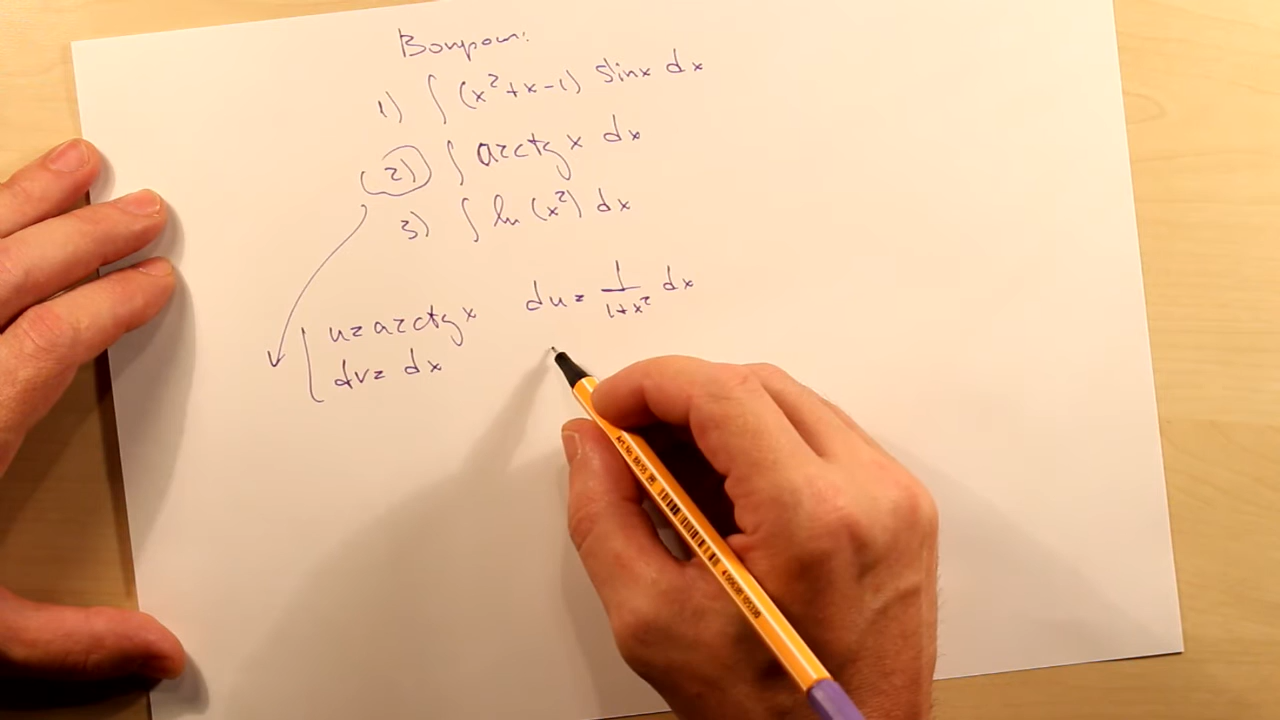 Вопрос:
1) ∫ (x²+x-1) sinx dx
2) ∫ arctg x dx
3) ∫ ln (x²) dx
u = arctg x    du = 1/(1+x²) dx
dv = dx